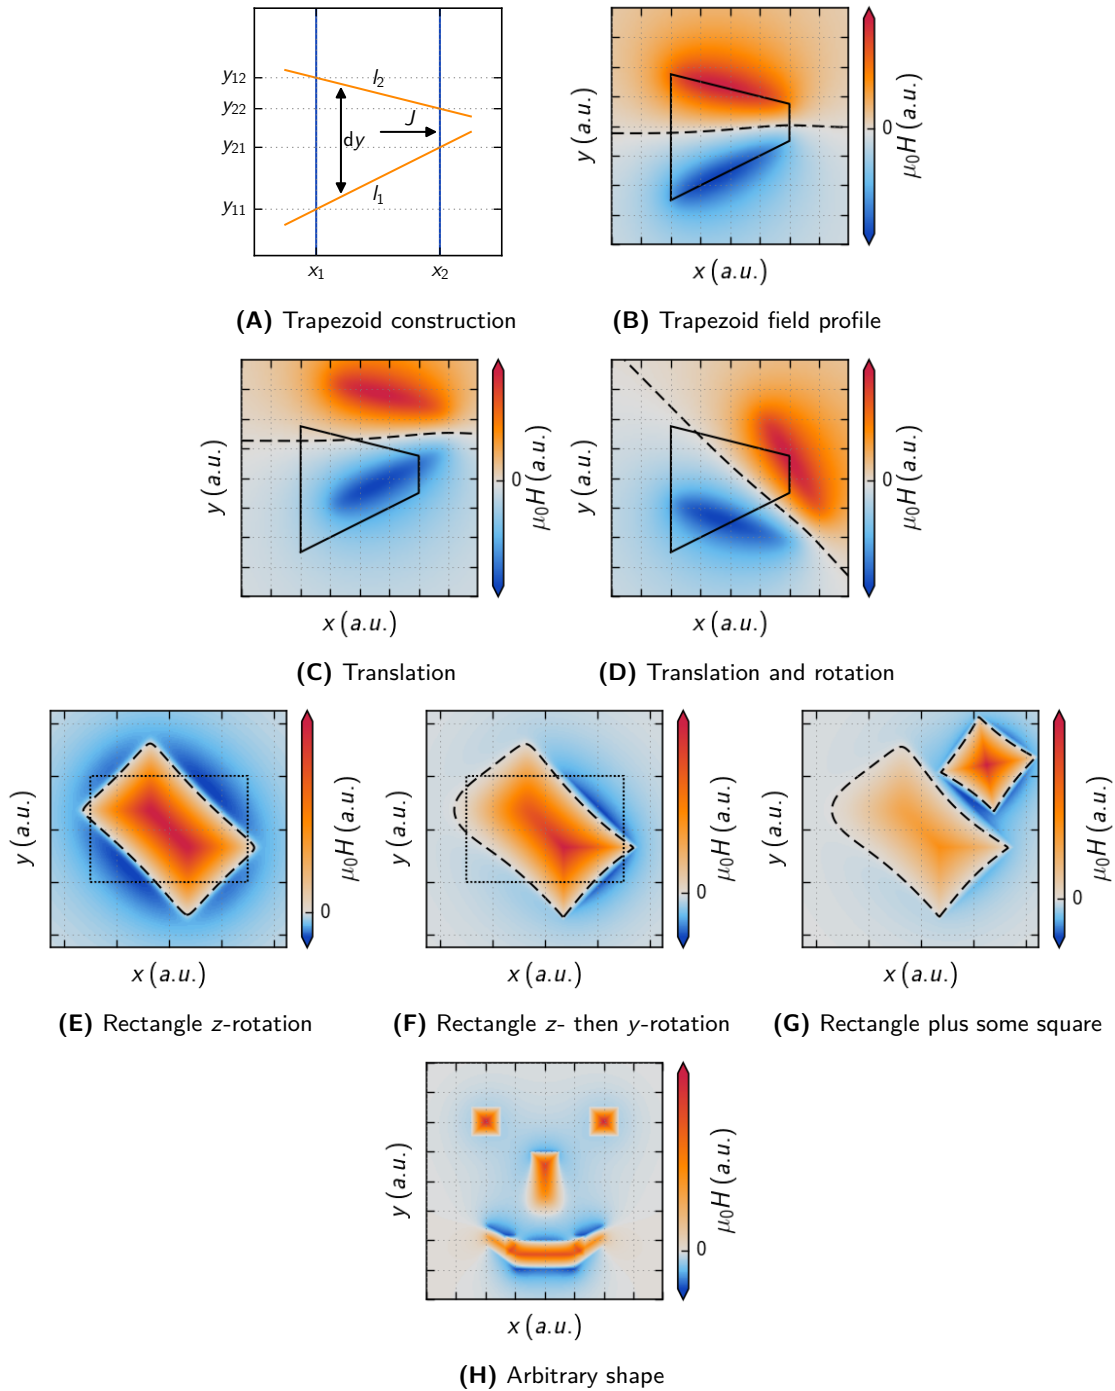 y12
y22
y21
y11
l2
J
dy
l1
x1
x2
(A) Trapezoid construction
y (a.u.)
x (a.u.)
0
μ0H (a.u.)
(B) Trapezoid field profile
y (a.u.)
x (a.u.)
0
μ0H (a.u.)
(C) Translation
y (a.u.)
x (a.u.)
0
μ0H (a.u.)
(D) Translation and rotation
y (a.u.)
x (a.u.)
0
μ0H (a.u.)
(E) Rectangle z-rotation
y (a.u.)
x (a.u.)
0
μ0H (a.u.)
(F) Rectangle z- then y-rotation
y (a.u.)
x (a.u.)
0
μ0H (a.u.)
(G) Rectangle plus some square
y (a.u.)
x (a.u.)
0
μ0H (a.u.)
(H) Arbitrary shape